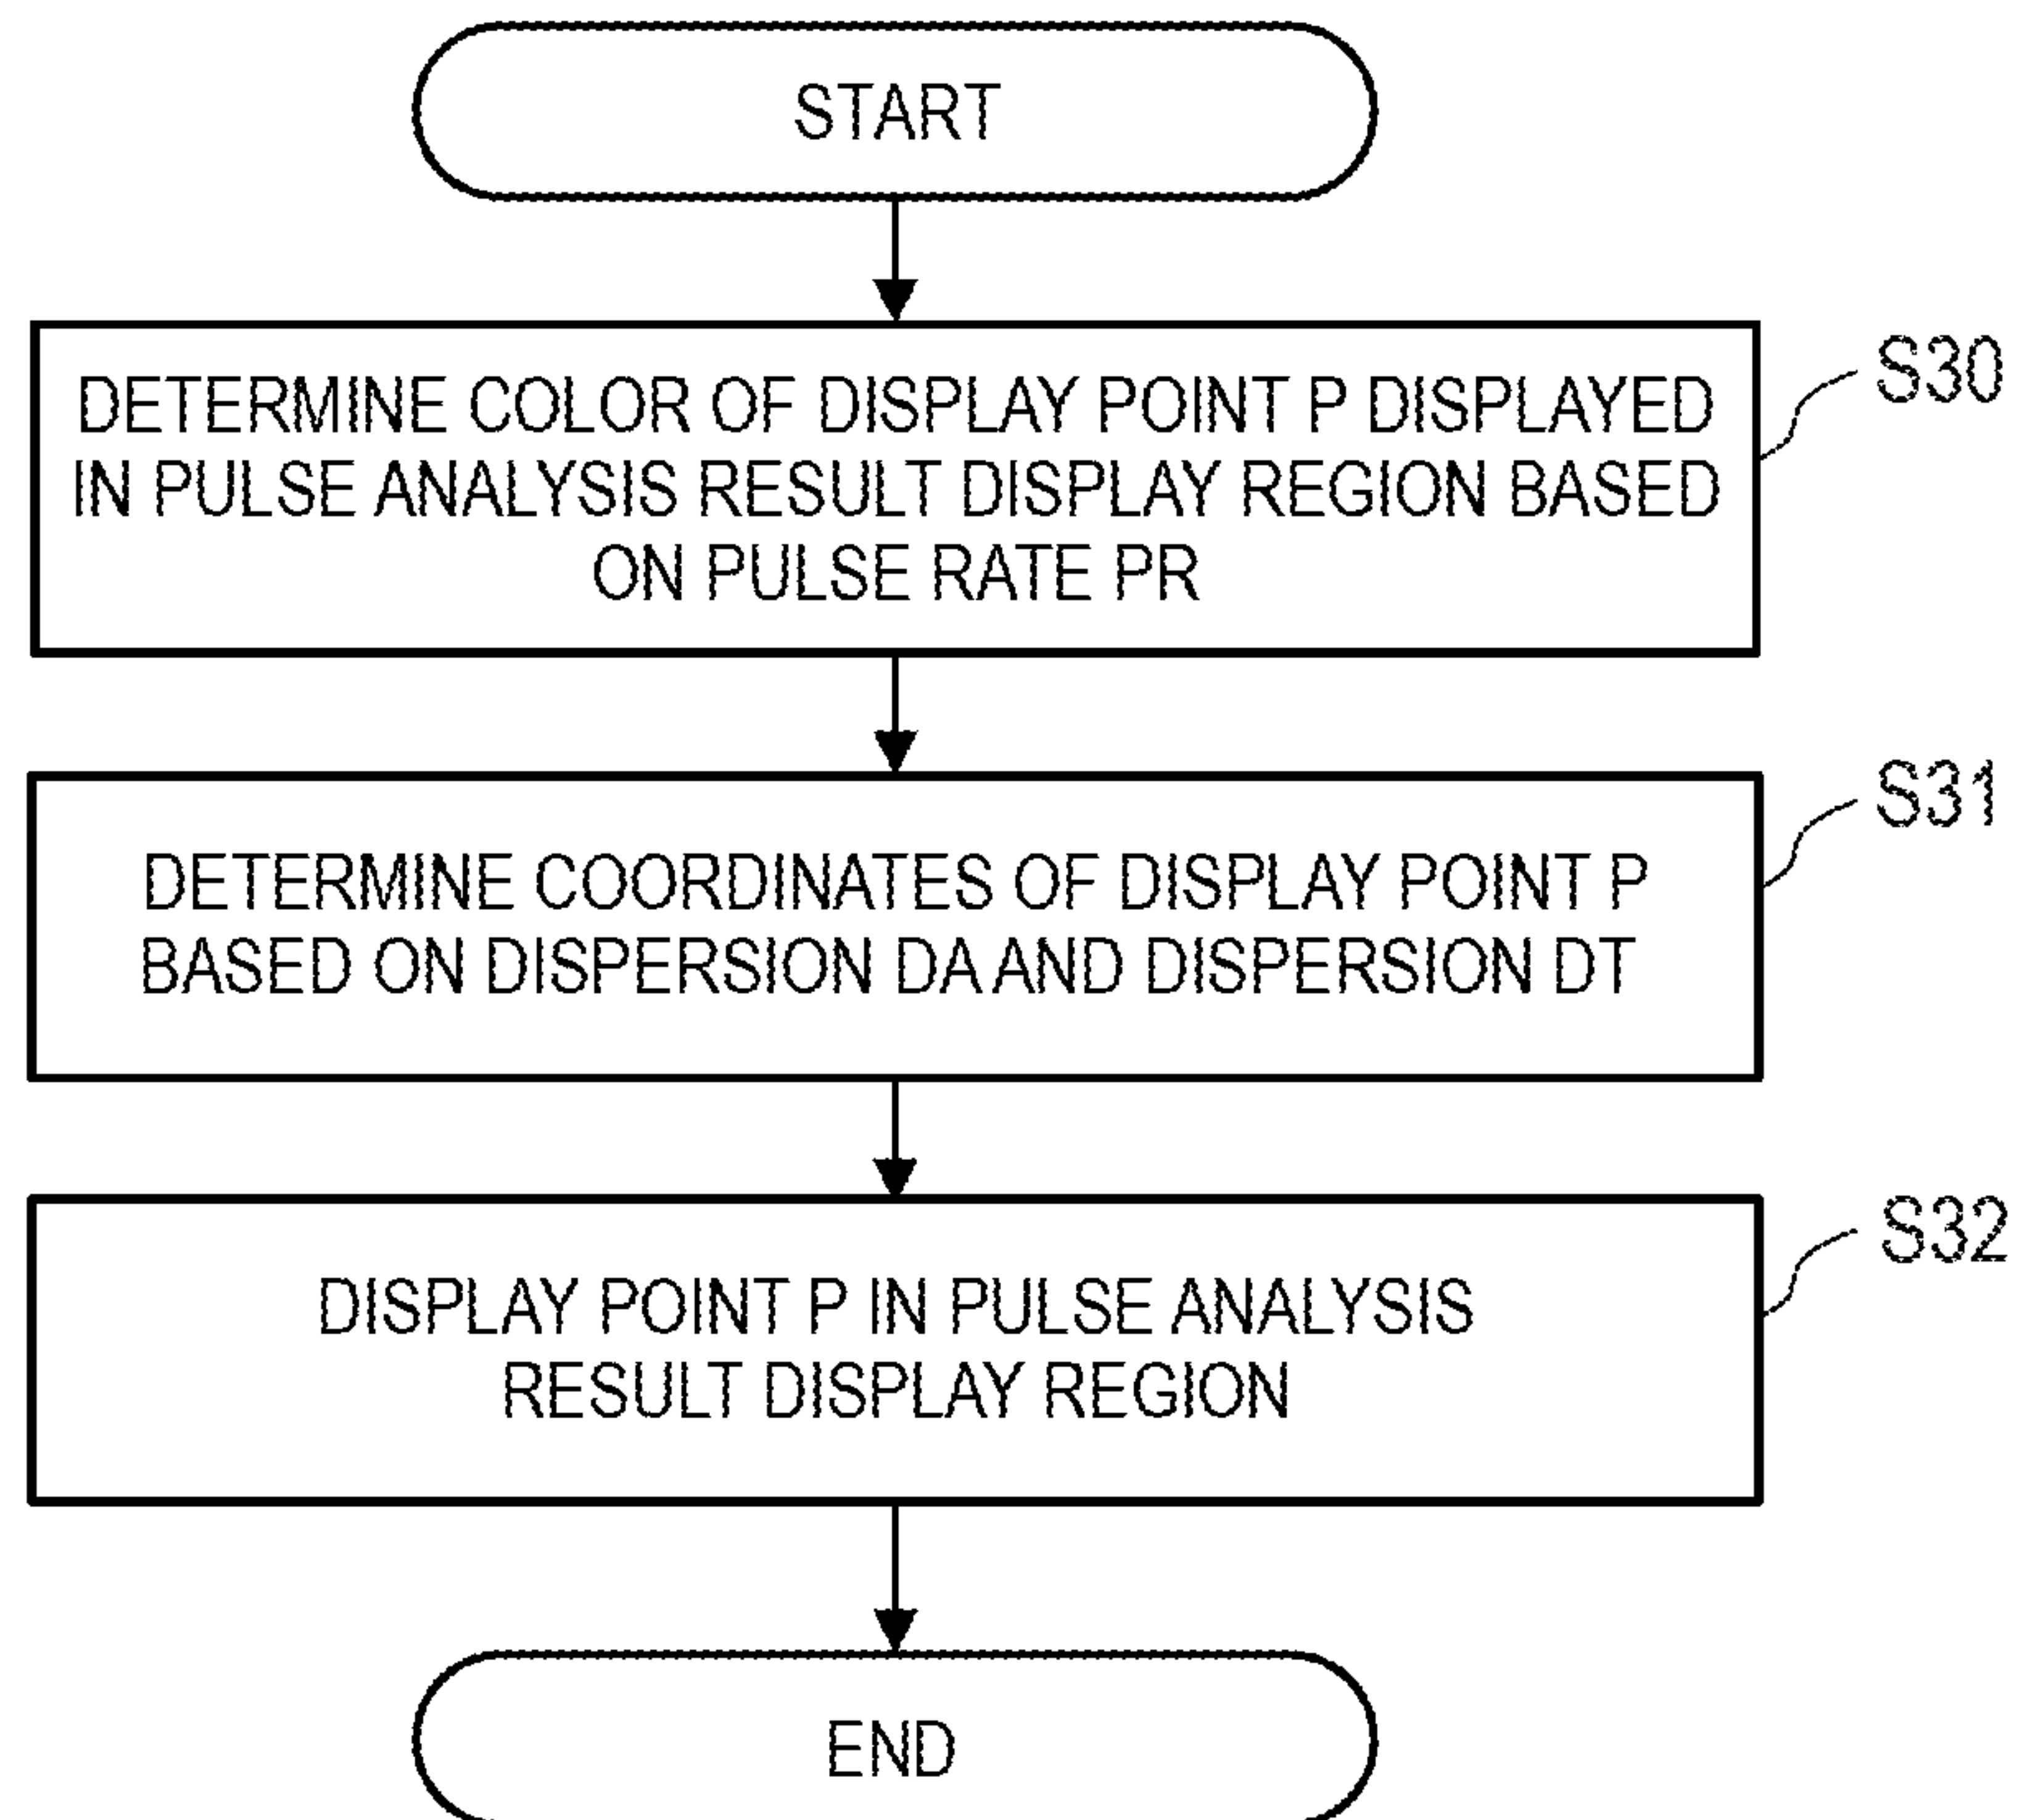 START
DETERMINE COLOR OF DISPLAY POINT P DISPLAYED
IN PULSE ANALYSIS RESULT DISPLAY REGION BASED
ON PULSE RATE PR
S30
DETERMINE COORDINATES OF DISPLAY POINT P
BASED ON DISPERSION DA AND DISPERSION DT
S31
DISPLAY POINT P IN PULSE ANALYSIS
RESULT DISPLAY REGION
S32
END